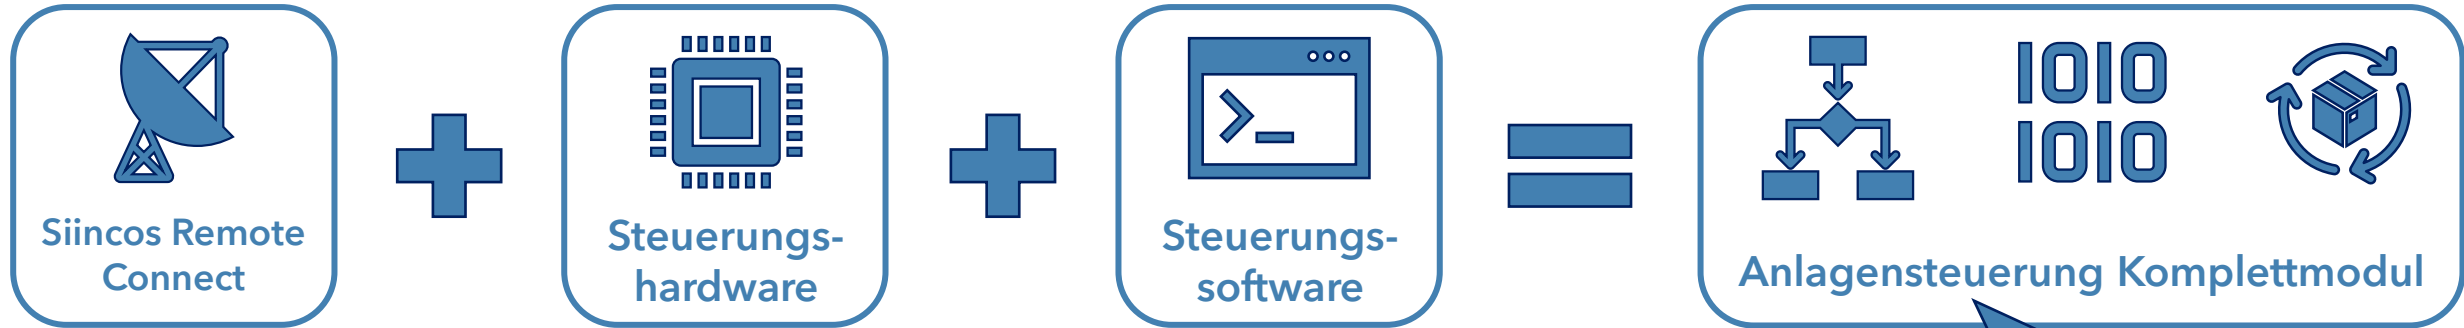 Siincos Remote
Connect
Steuerungs-
hardware
Steuerungs-
software
1010
1010
Anlagensteuerung Komplettmodul